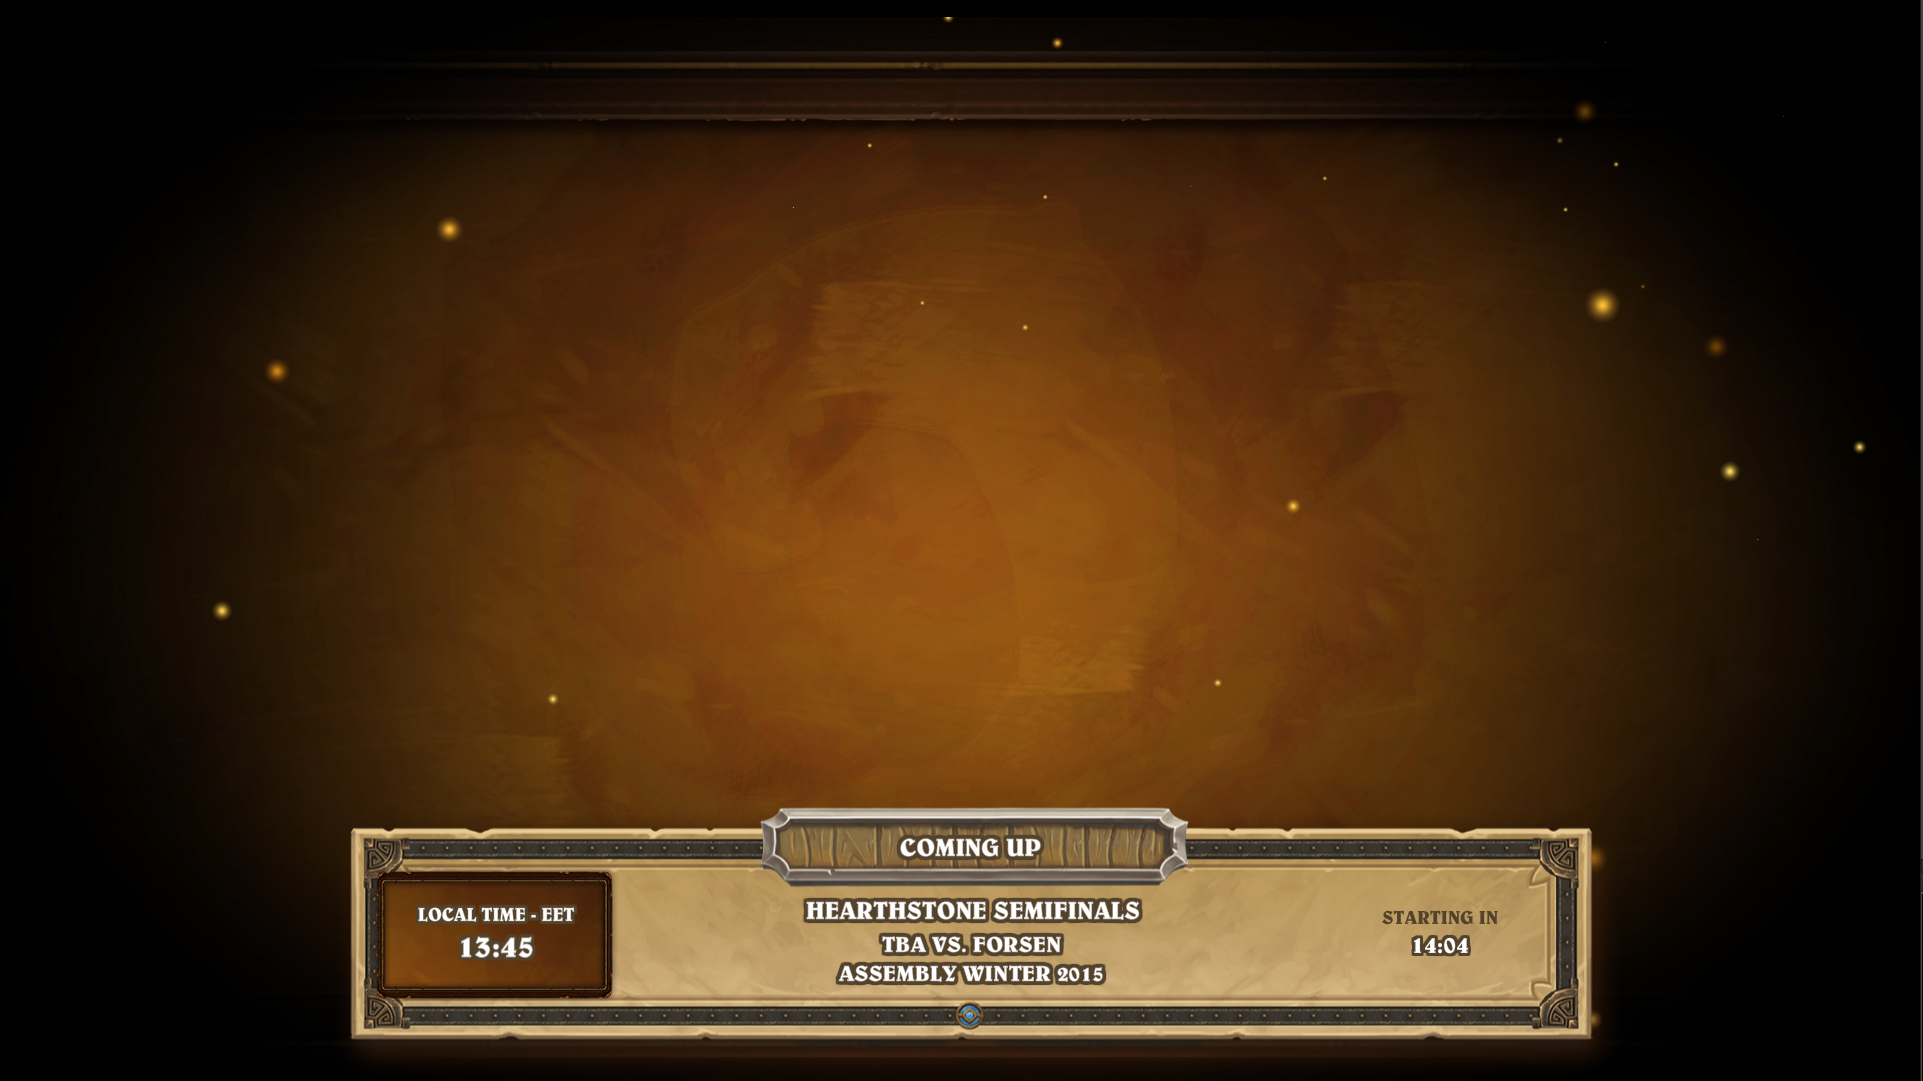 COMING UP
LOCAL TIME - EET
13:45
HEARTHSTONE SEMIFINALS
TBA VS. FORSEN
ASSEMBLY WINTER 2015
STARTING IN
14:04